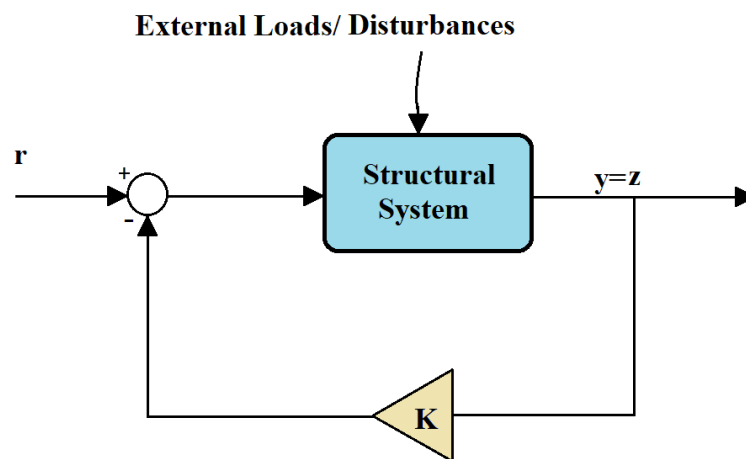 External Loads/ Disturbances
r
+
-
Structural
System
y=z
K